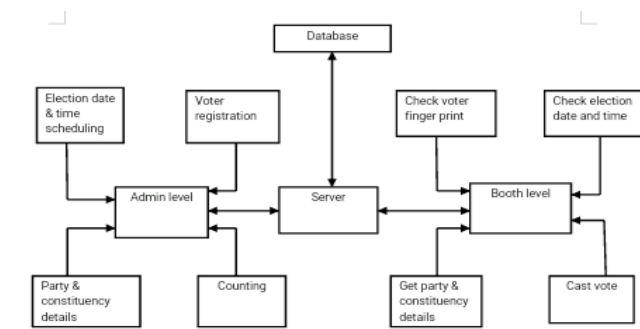 Database
Election date
& time
scheduling
Voter
registration
Check voter
finger print
Check election
date and time
Admin level
Server
Booth level
Party &
constituency
details
Counting
Get party &
constituency
details
Cast vote